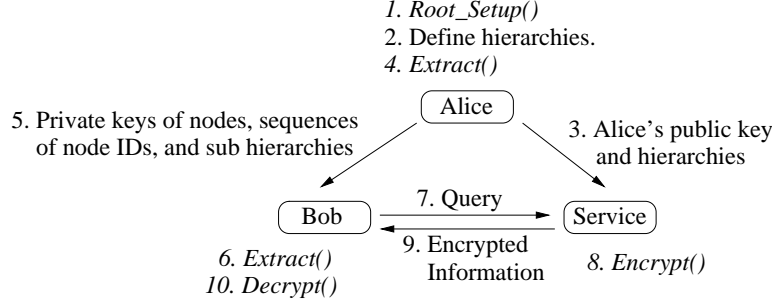 1. Root_Setup()
2. Define hierarchies.
4. Extract()
Alice
5. Private keys of nodes, sequences
of node IDs, and sub hierarchies
3. Alice's public key
and hierarchies
Bob
7. Query
Service
9. Encrypted
Information
6. Extract()
10. Decrypt()
8. Encrypt()